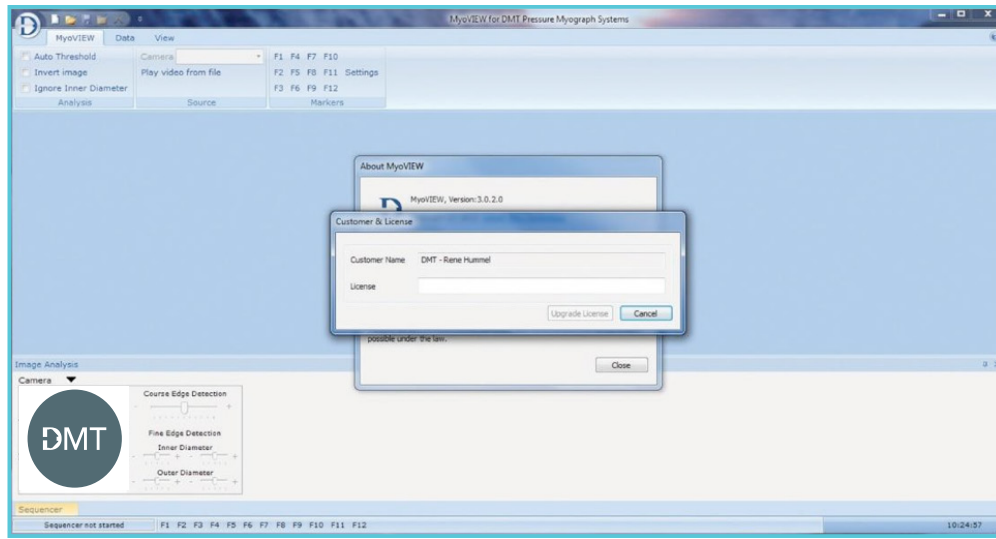 MyoVIEW for DMT Pressure Myograph Systems
MyoVIEW Data View
Auto Threshold
Invert image
Ignore Inner Diameter
Analysis
Camera
Play video from file
Source
F1 F4 F7 F10
F2 F5 F8 F11 Settings
F3 F6 F9 F12
Markers
About MyoVIEW
MyoVIEW, Version:3.0.2.0
Customer & License
Customer Name DMT - Rene Hummel
License
Upgrade License Cancel
possible under the law.
Close
Image Analysis
Camera
DMT
Course Edge Detection
- +
Fine Edge Detection
Inner Diameter
- + - +
Outer Diameter
- + - +
Sequencer
Sequencer not started F1 F2 F3 F4 F5 F6 F7 F8 F9 F10 F11 F12 10:24:57